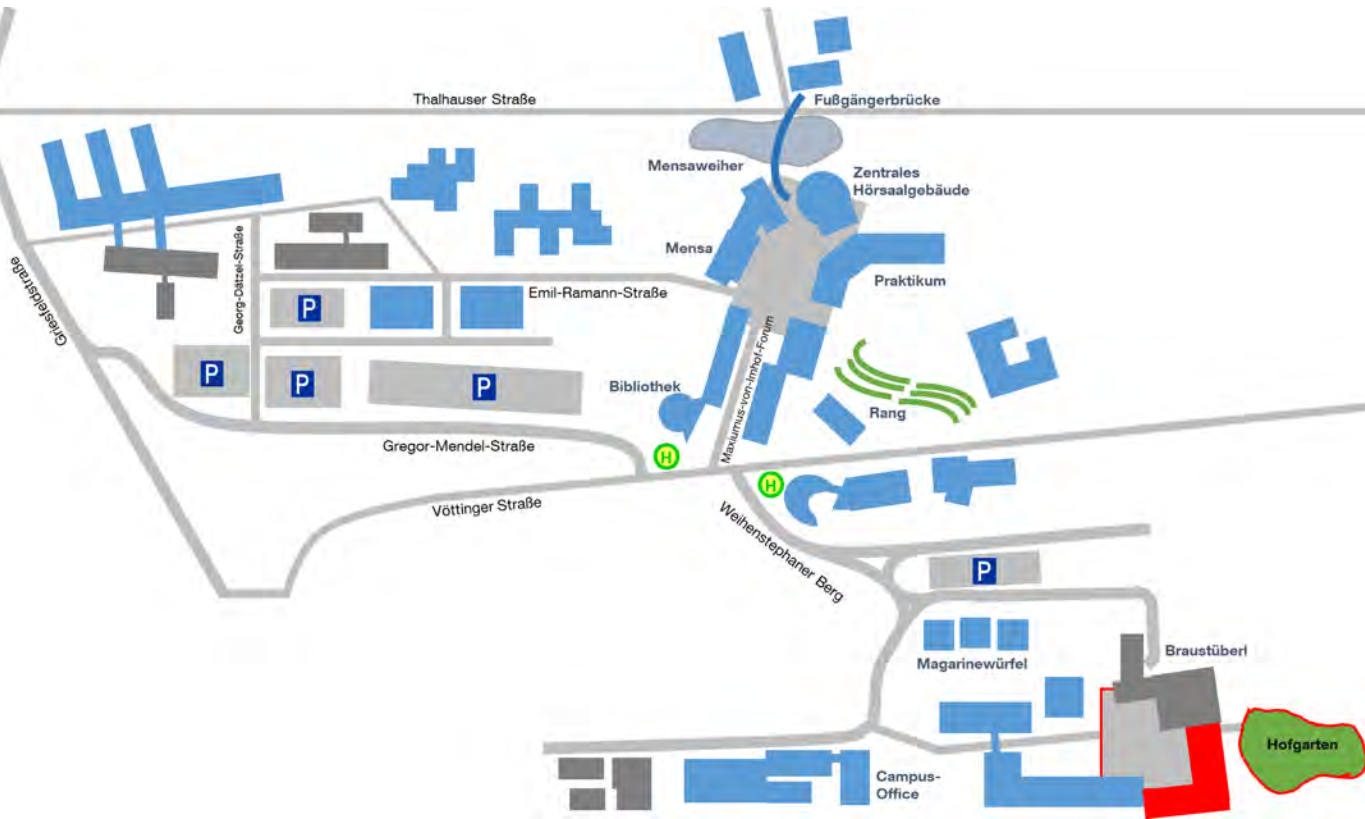 Thalhauser Straße
Fußgängerbrücke
Mensaweiher
Zentrales
Hörsaalgebäude
Mensa
Praktikum
Griesfeldstraße
Georg-Dätzel-Straße
Emil-Ramann-Straße
P
P
P
P
Maxiumus-von-Imhof-Forum
Bibliothek
Rang
Gregor-Mendel-Straße
H
H
Vöttinger Straße
Weihenstephaner Berg
P
Magarinewürfel
Braustüberl
Hofgarten
Campus-
Office